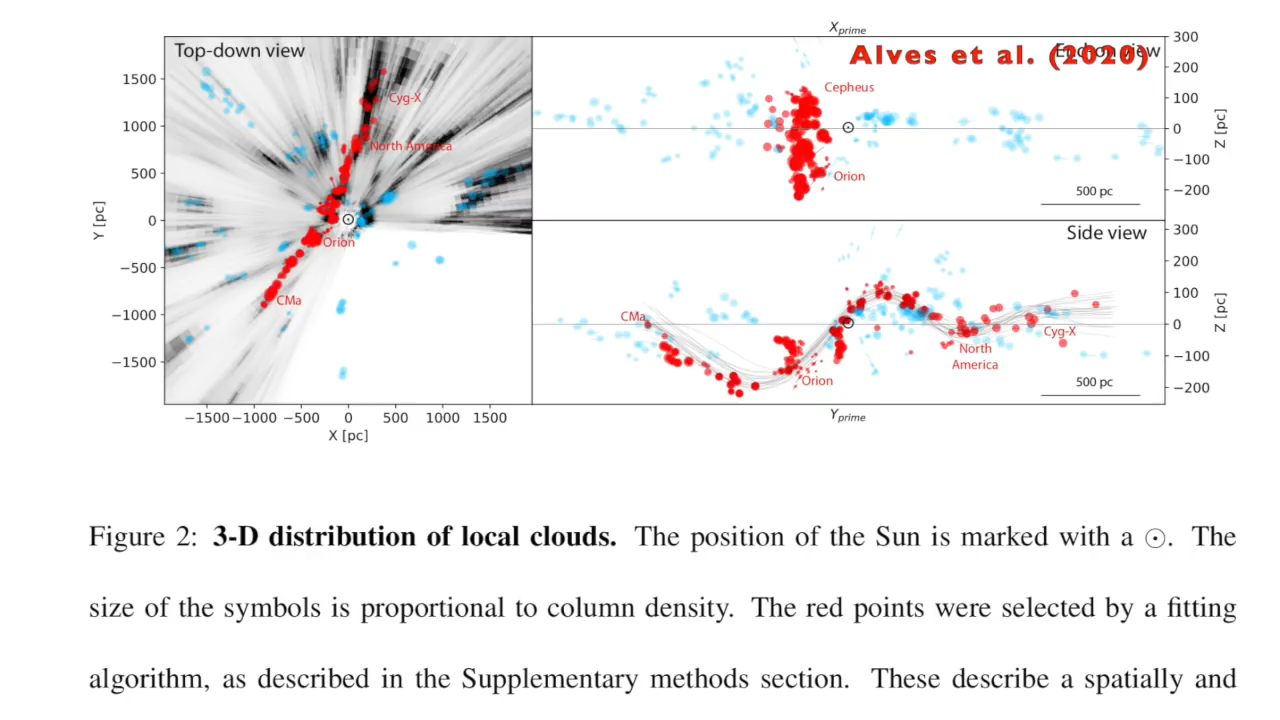 Top-down view
1500
1000
500
0
−500
−1000
−1500
Y [pc]
Cyg-X
North America
Orion
CMa
−1500 −1000 −500 0 500 1000 1500
X [pc]
Xprime
Alves et al. (2020)
End-on view
Cepheus
Orion
500 pc
300
200
100
0
−100
−200
Z [pc]
Side view
CMa
Orion
North
America
Cyg-X
500 pc
300
200
100
0
−100
−200
Z [pc]
Yprime
Figure 2: 3-D distribution of local clouds. The position of the Sun is marked with a ⊙. The
size of the symbols is proportional to column density. The red points were selected by a fitting
algorithm, as described in the Supplementary methods section. These describe a spatially and